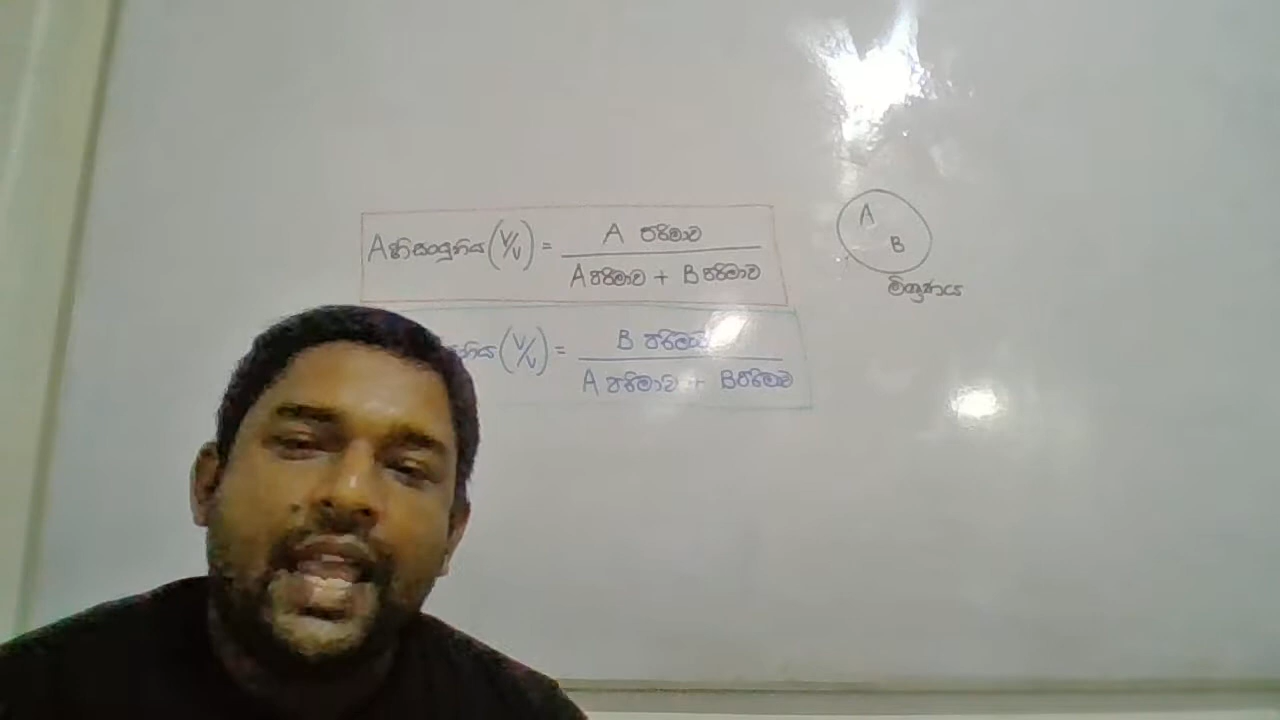 A හි සංයුතිය (V/V) = A පරිමාව / A පරිමාව + B පරිමාව
(V/V) = B පරිමාව / A පරිමාව + B පරිමාව
A
B
මිශ්‍රණය